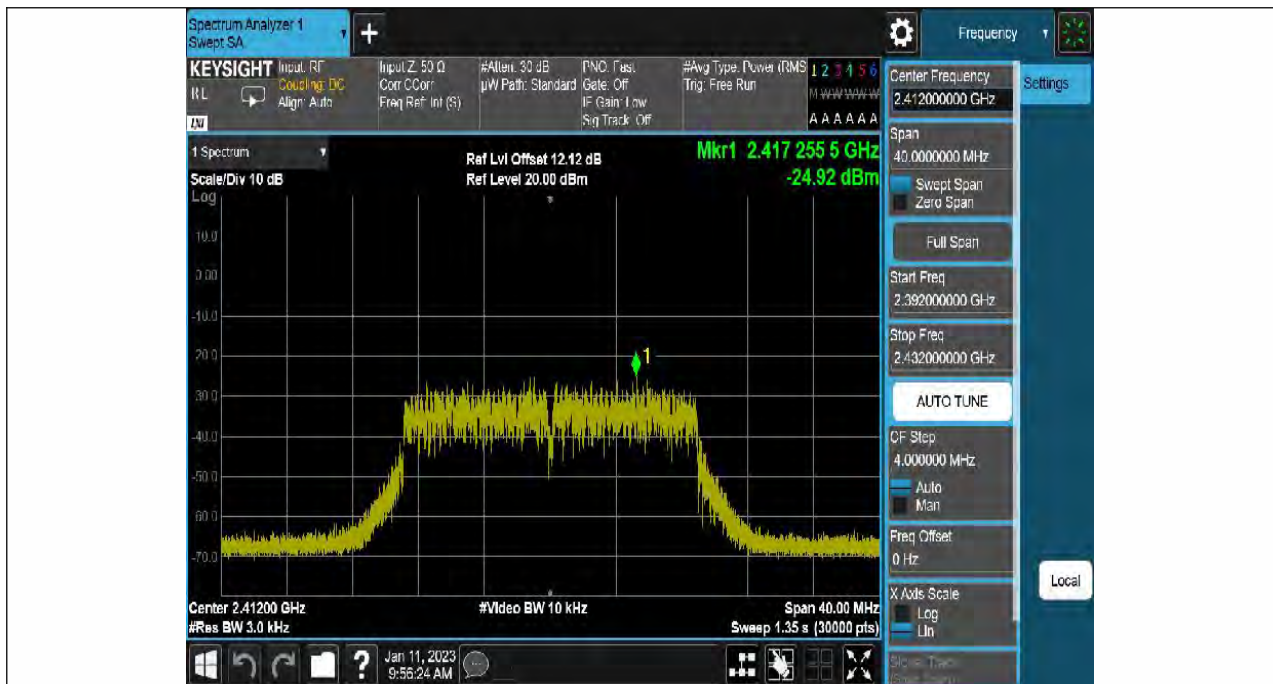 Spectrum Analyzer 1
Swept SA
+
Frequency
KEYSIGHT
Input: RF
Coupling: DC
Align: Auto
RL
LXI
Input Z: 50 Ω
Corr CCorr
Freq Ref: Int (S)
#Atten: 30 dB
µW Path: Standard
PNO: Fast
Gate: Off
IF Gain: Low
Sig Track: Off
#Avg Type: Power (RMS
Trig: Free Run
1 2 3 4 5 6
M W W W W W
A A A A A A
1 Spectrum
Scale/Div 10 dB
Log
Ref Lvl Offset 12.12 dB
Ref Level 20.00 dBm
Mkr1 2.417 255 5 GHz
-24.92 dBm
10.0
0.00
-10.0
-20.0
-30.0
-40.0
-50.0
-60.0
-70.0
1
Center 2.41200 GHz
#Res BW 3.0 kHz
#Video BW 10 kHz
Span 40.00 MHz
Sweep 1.35 s (30000 pts)
Center Frequency
2.412000000 GHz
Span
40.0000000 MHz
Swept Span
Zero Span
Full Span
Start Freq
2.392000000 GHz
Stop Freq
2.432000000 GHz
AUTO TUNE
CF Step
4.000000 MHz
Auto
Man
Freq Offset
0 Hz
X Axis Scale
Log
Lin
Settings
Local
?
Jan 11, 2023
9:56:24 AM